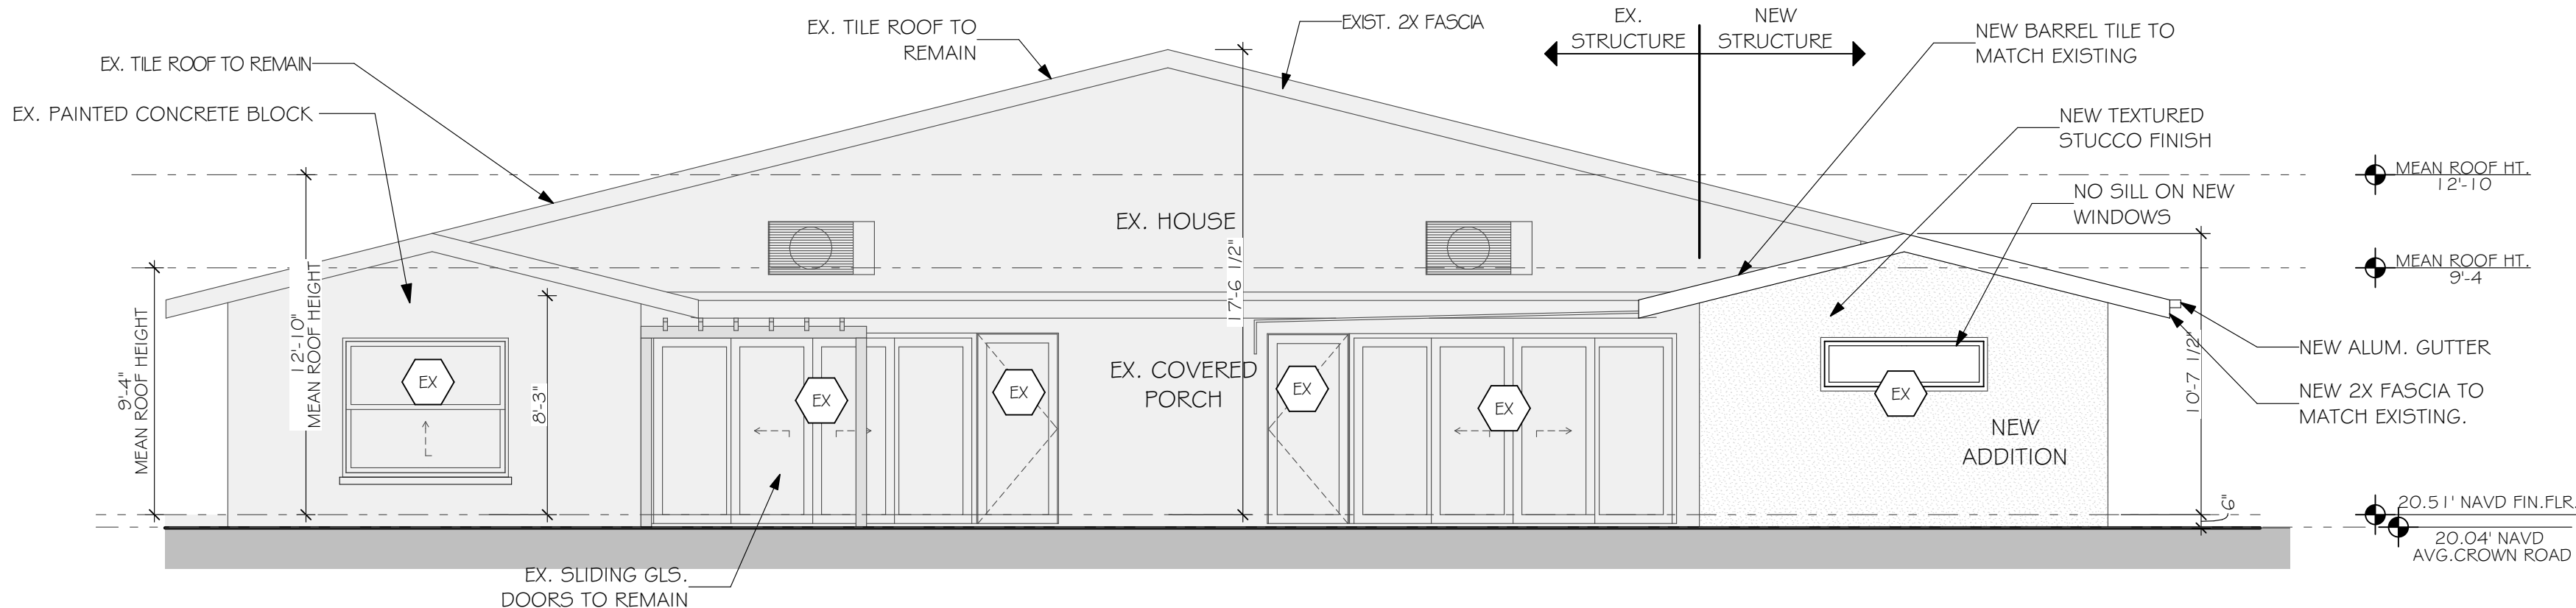 EX. TILE ROOF TO
REMAIN
EXIST. 2X FASCIA
EX.
STRUCTURE
NEW
STRUCTURE
NEW BARREL TILE TO
MATCH EXISTING
EX. TILE ROOF TO REMAIN
EX. PAINTED CONCRETE BLOCK
NEW TEXTURED
STUCCO FINISH
MEAN ROOF HT.
12'-10
NO SILL ON NEW
WINDOWS
EX. HOUSE
17'-6 1/2"
MEAN ROOF HT.
9'-4
9'-4"
MEAN ROOF HEIGHT
12'-10"
MEAN ROOF HEIGHT
8'-3"
EX
EX
EX
EX. COVERED
PORCH
EX
EX
EX
NEW
ADDITION
10'-7 1/2"
NEW ALUM. GUTTER
NEW 2X FASCIA TO
MATCH EXISTING.
6"
20.51' NAVD FIN.FLR.
20.04' NAVD
AVG.CROWN ROAD
EX. SLIDING GLS.
DOORS TO REMAIN